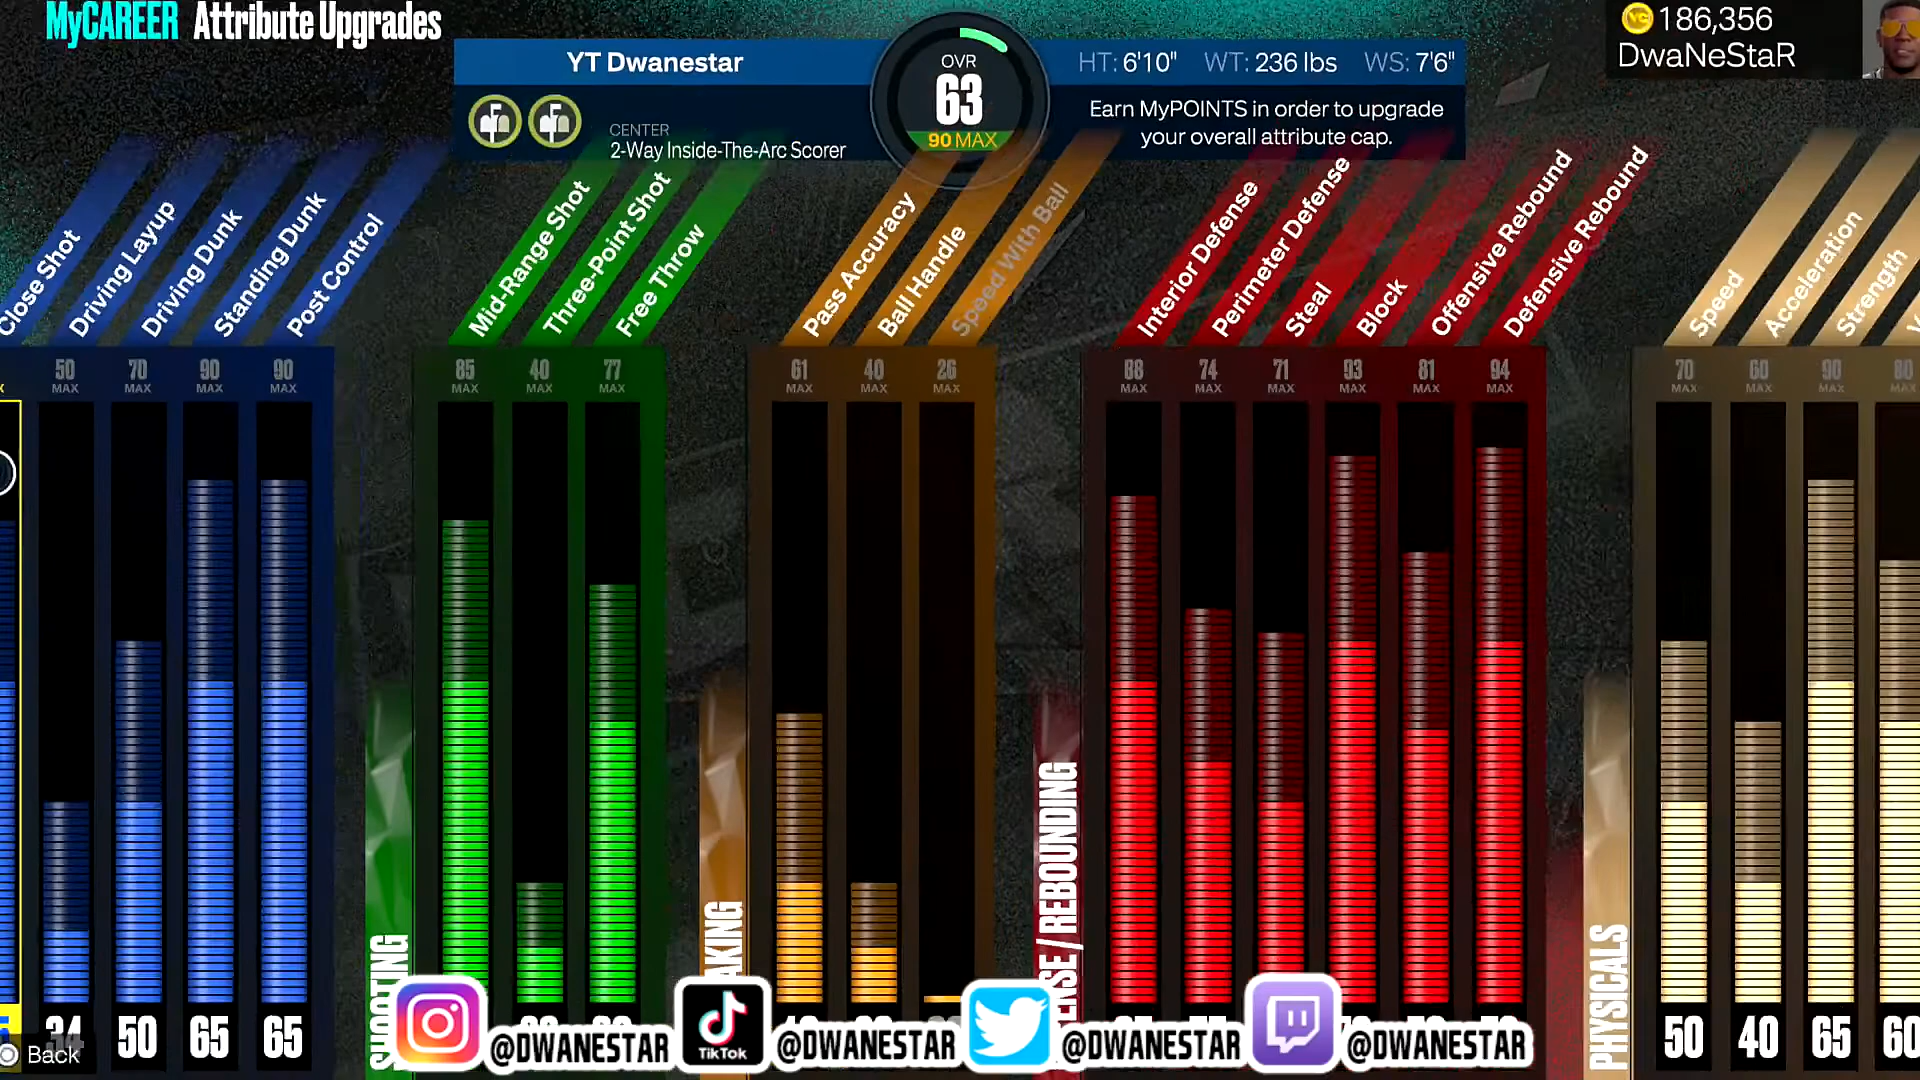 MyCAREER Attribute Upgrades
YT Dwanestar
CENTER
2-Way Inside-The-Arc Scorer
OVR
63
90 MAX
HT: 6'10" WT: 236 lbs WS: 7'6"
Earn MyPOINTS in order to upgrade
your overall attribute cap.
VC 186,356
DwaNeStaR
Close Shot
Driving Layup
Driving Dunk
Standing Dunk
Post Control
Mid-Range Shot
Three-Point Shot
Free Throw
Pass Accuracy
Ball Handle
Speed With Ball
Interior Defense
Perimeter Defense
Steal
Block
Offensive Rebound
Defensive Rebound
Speed
Acceleration
Strength
50 MAX
70 MAX
90 MAX
90 MAX
85 MAX
40 MAX
77 MAX
61 MAX
40 MAX
26 MAX
88 MAX
74 MAX
71 MAX
93 MAX
81 MAX
94 MAX
70 MAX
60 MAX
90 MAX
80 MAX
SHOOTING
AKING
ENSE / REBOUNDING
PHYSICALS
34
50
65
65
50
40
65
60
Back
@DWANESTAR
TikTok
@DWANESTAR
@DWANESTAR
@DWANESTAR